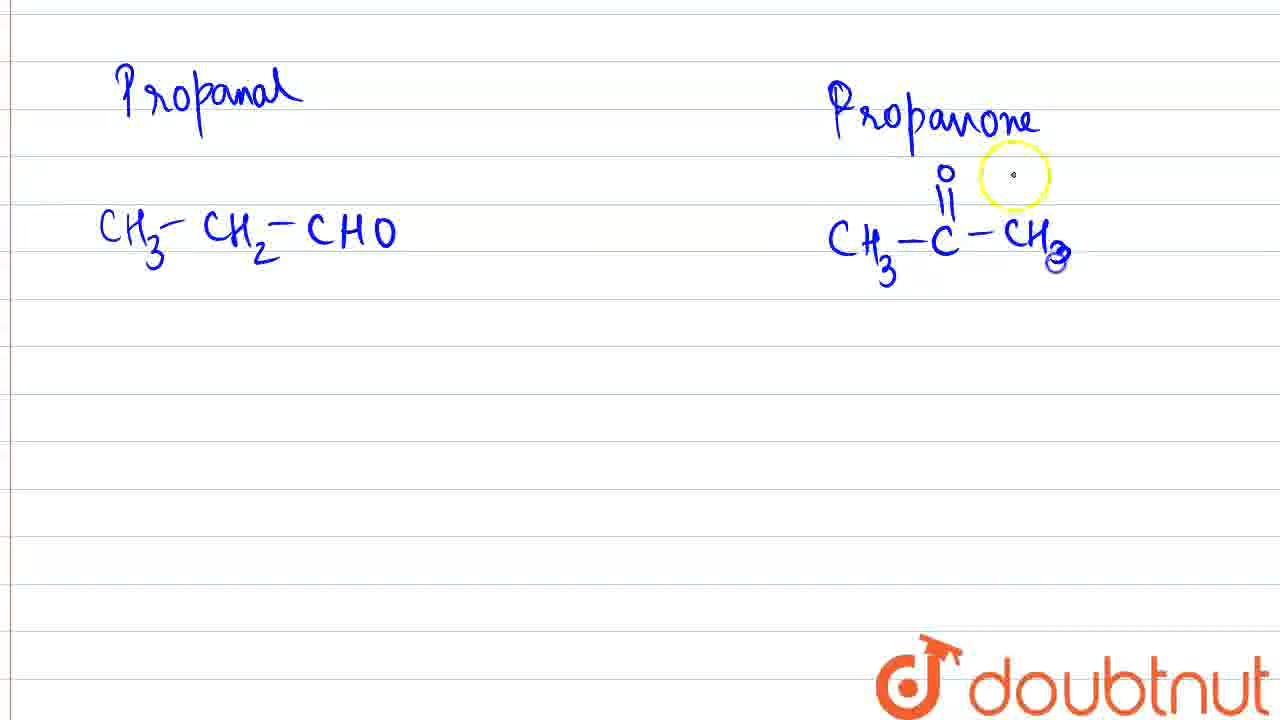 Propanal
Propanone
O
||
CH3 - CH2 - CHO
CH3 - C - CH3
doubtnut